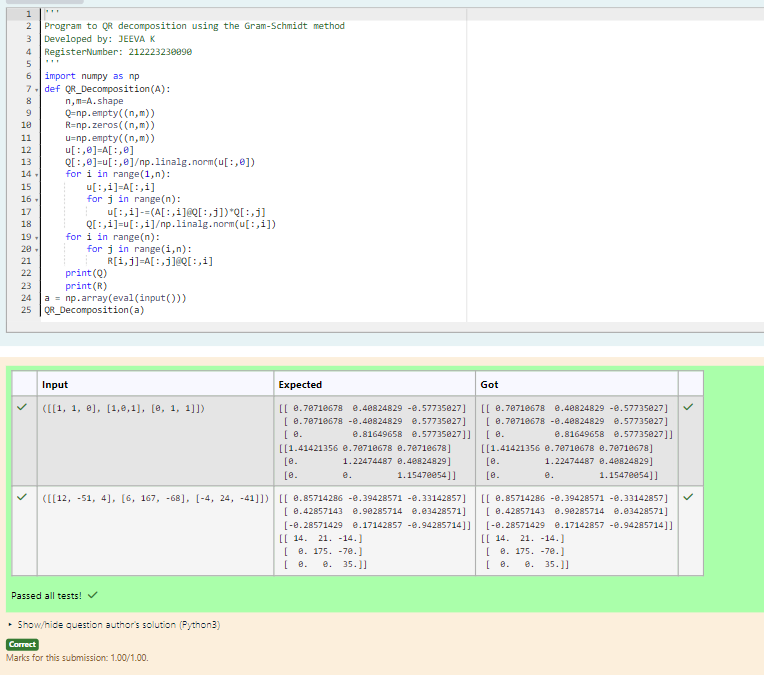 1 '''
2 Program to QR decomposition using the Gram-Schmidt method
3 Developed by: JEEVA K
4 RegisterNumber: 212223230090
5 '''
6 import numpy as np
7 def QR_Decomposition(A):
8     n,m=A.shape
9     Q=np.empty((n,m))
10     R=np.zeros((n,m))
11     u=np.empty((n,m))
12     u[:,0]=A[:,0]
13     Q[:,0]=u[:,0]/np.linalg.norm(u[:,0])
14     for i in range(1,n):
15         u[:,i]=A[:,i]
16         for j in range(n):
17             u[:,i]-=(A[:,i]@Q[:,j])*Q[:,j]
18         Q[:,i]=u[:,i]/np.linalg.norm(u[:,i])
19     for i in range(n):
20         for j in range(i,n):
21             R[i,j]=A[:,j]@Q[:,i]
22     print(Q)
23     print(R)
24 a = np.array(eval(input()))
25 QR_Decomposition(a)
Input Expected Got
([[1, 1, 0], [1,0,1], [0, 1, 1]]) [[ 0.70710678  0.40824829 -0.57735027] [[ 0.70710678  0.40824829 -0.57735027]
[ 0.70710678 -0.40824829  0.57735027] [ 0.70710678 -0.40824829  0.57735027]
[ 0.          0.81649658  0.57735027]] [ 0.          0.81649658  0.57735027]]
[[1.41421356 0.70710678 0.70710678] [[1.41421356 0.70710678 0.70710678]
[0.         1.22474487 0.40824829] [0.         1.22474487 0.40824829]
[0.         0.         1.15470054]] [0.         0.         1.15470054]]
([[12, -51, 4], [6, 167, -68], [-4, 24, -41]]) [[ 0.85714286 -0.39428571 -0.33142857] [[ 0.85714286 -0.39428571 -0.33142857]
[ 0.42857143  0.90285714  0.03428571] [ 0.42857143  0.90285714  0.03428571]
[-0.28571429  0.17142857 -0.94285714]] [-0.28571429  0.17142857 -0.94285714]]
[[ 14.  21. -14.] [[ 14.  21. -14.]
[  0. 175. -70.] [  0. 175. -70.]
[  0.   0.  35.]] [  0.   0.  35.]]
Passed all tests!
Show/hide question author's solution (Python3)
Correct
Marks for this submission: 1.00/1.00.